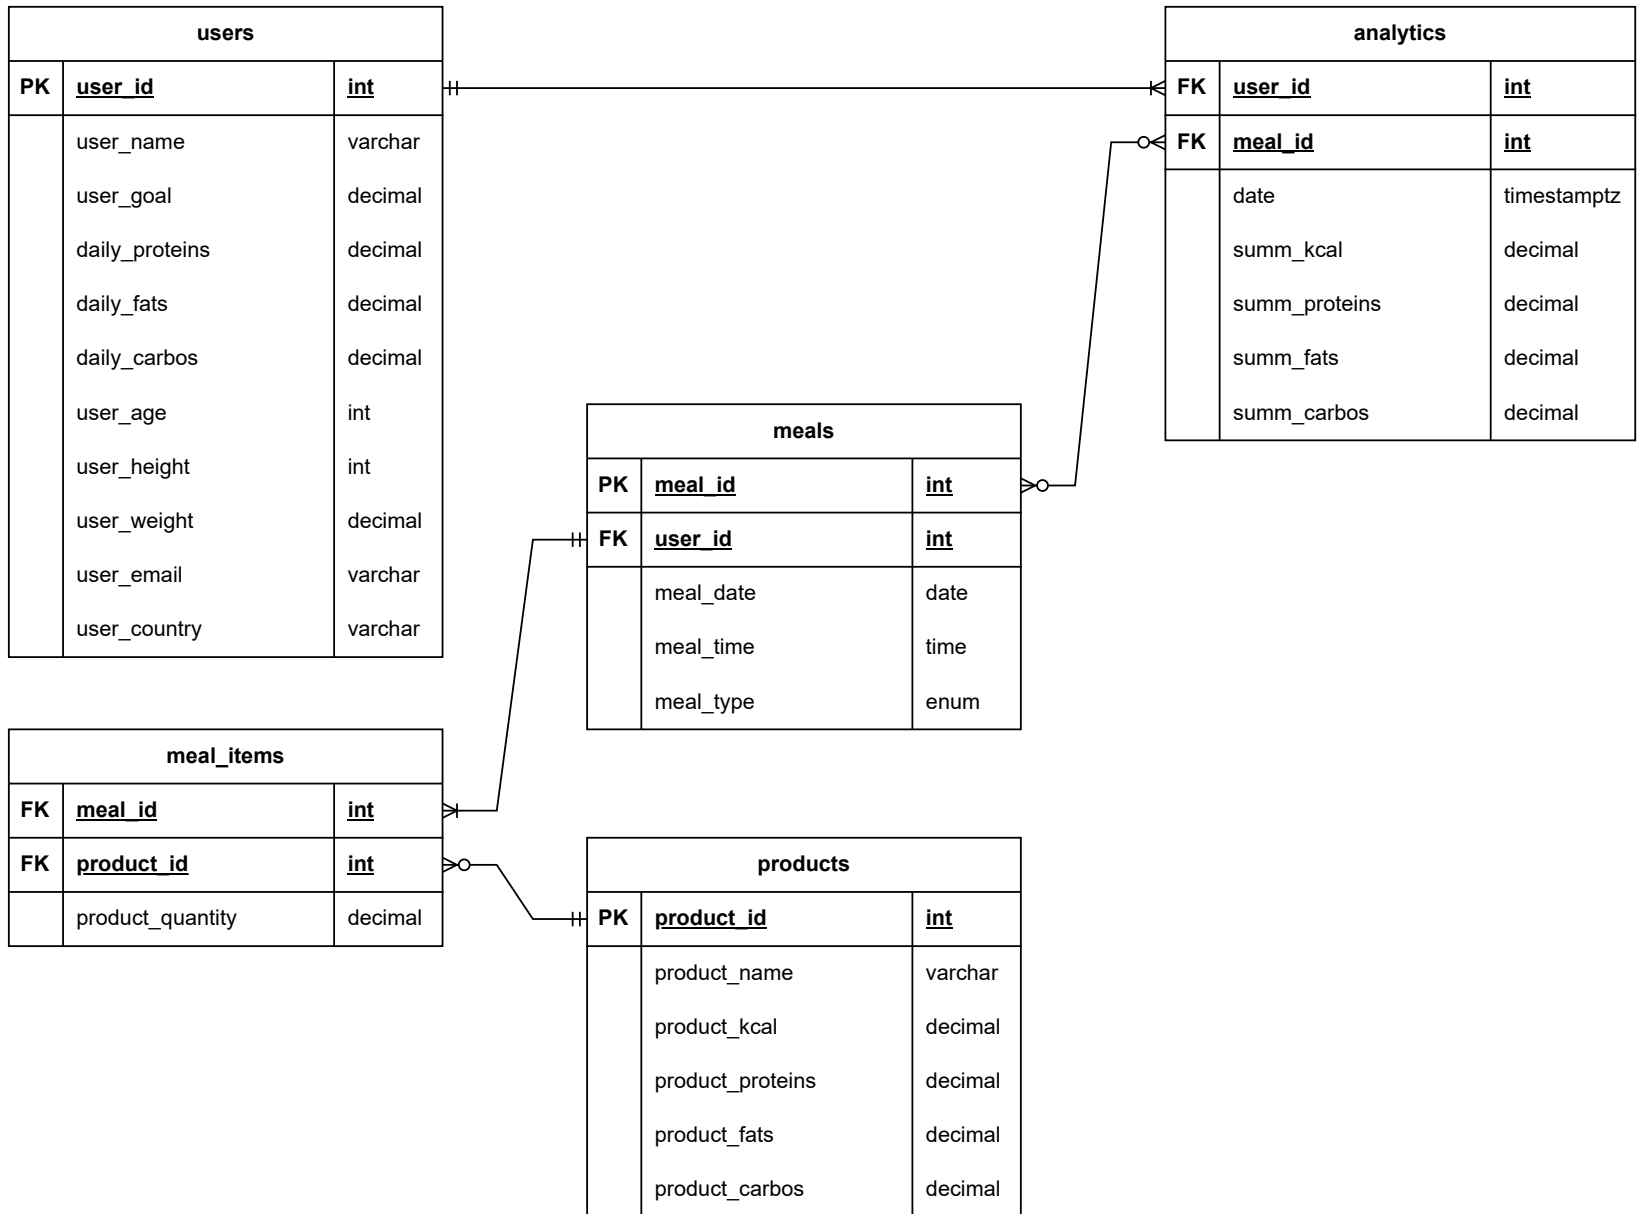 users
PK user_id int
user_name varchar
user_goal decimal
daily_proteins decimal
daily_fats decimal
daily_carbos decimal
user_age int
user_height int
user_weight decimal
user_email varchar
user_country varchar
analytics
FK user_id int
FK meal_id int
date timestamptz
summ_kcal decimal
summ_proteins decimal
summ_fats decimal
summ_carbos decimal
meals
PK meal_id int
FK user_id int
meal_date date
meal_time time
meal_type enum
meal_items
FK meal_id int
FK product_id int
product_quantity decimal
products
PK product_id int
product_name varchar
product_kcal decimal
product_proteins decimal
product_fats decimal
product_carbos decimal